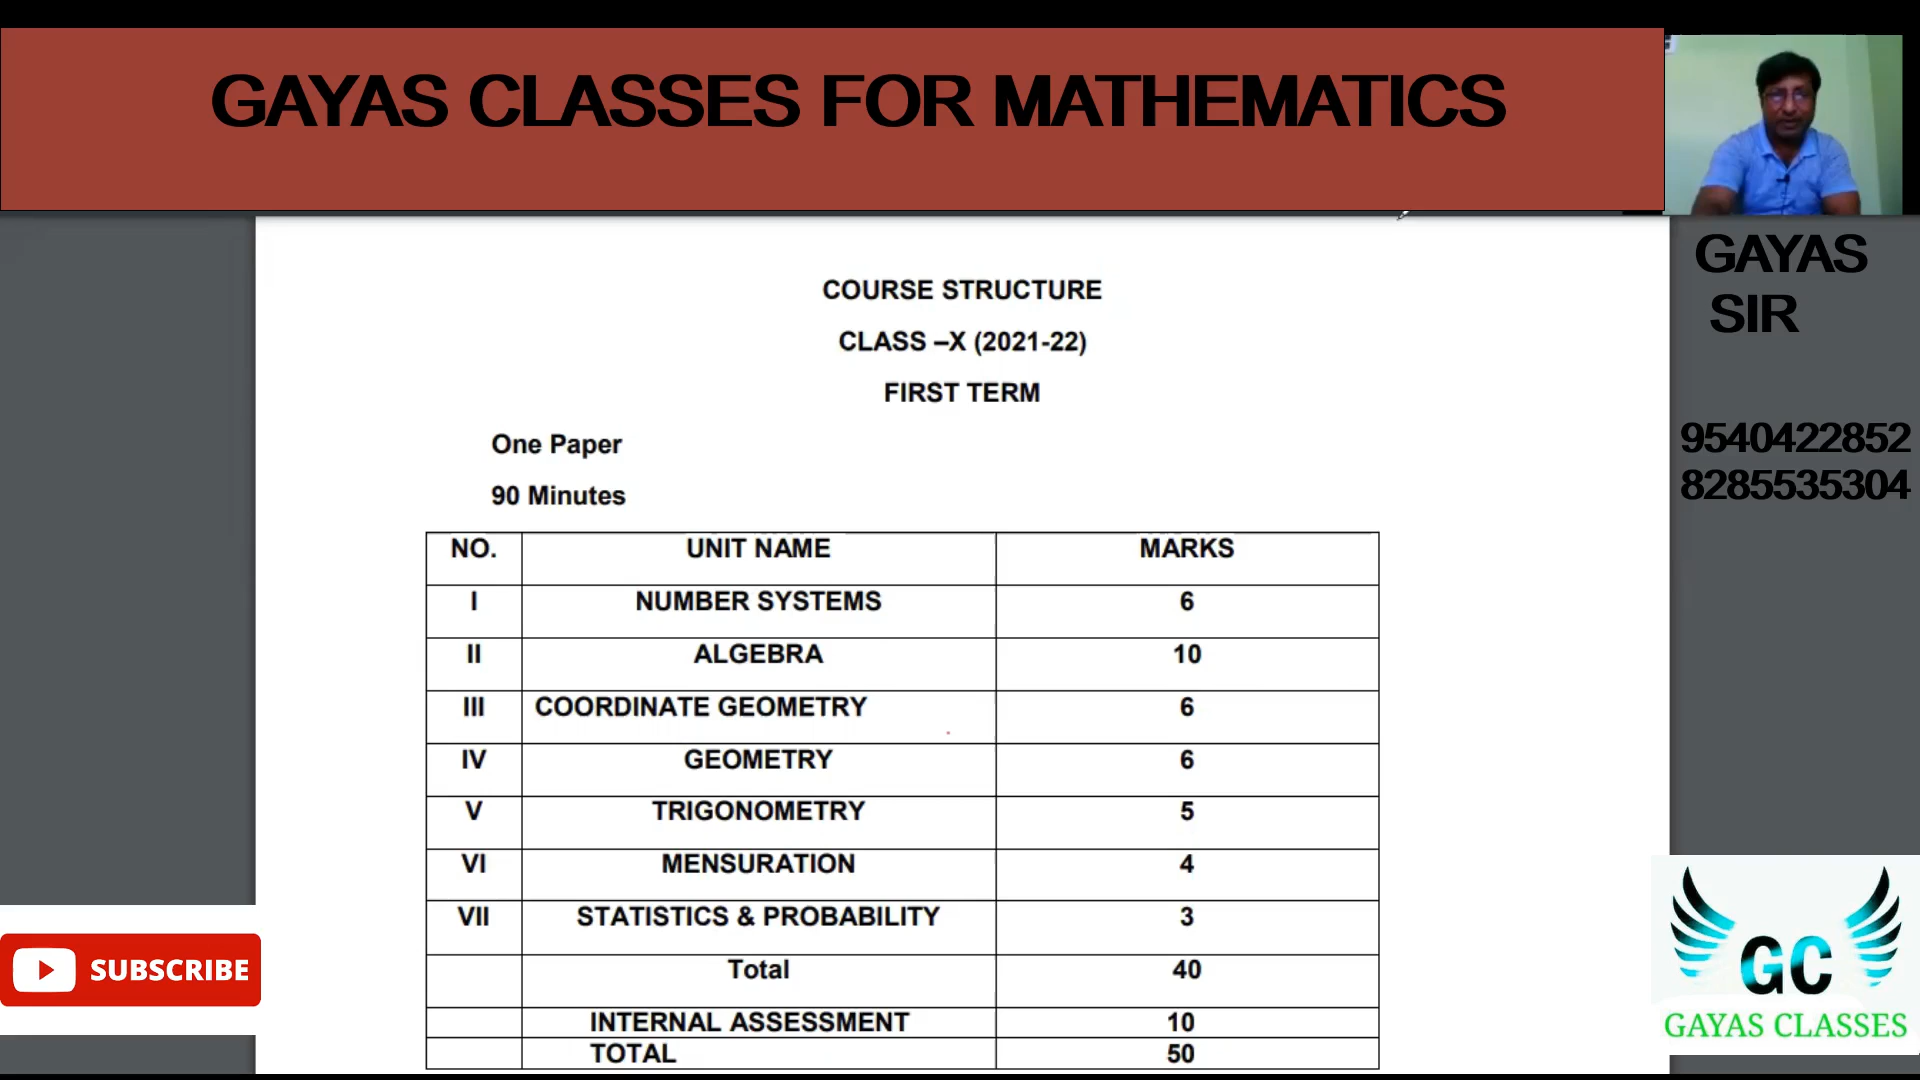 GAYAS CLASSES FOR MATHEMATICS
GAYAS
SIR
9540422852
8285535304
COURSE STRUCTURE
CLASS –X (2021-22)
FIRST TERM
One Paper
90 Minutes
NO. UNIT NAME MARKS
I NUMBER SYSTEMS 6
II ALGEBRA 10
III COORDINATE GEOMETRY 6
IV GEOMETRY 6
V TRIGONOMETRY 5
VI MENSURATION 4
VII STATISTICS & PROBABILITY 3
Total 40
INTERNAL ASSESSMENT 10
TOTAL 50
SUBSCRIBE
GC
GAYAS CLASSES